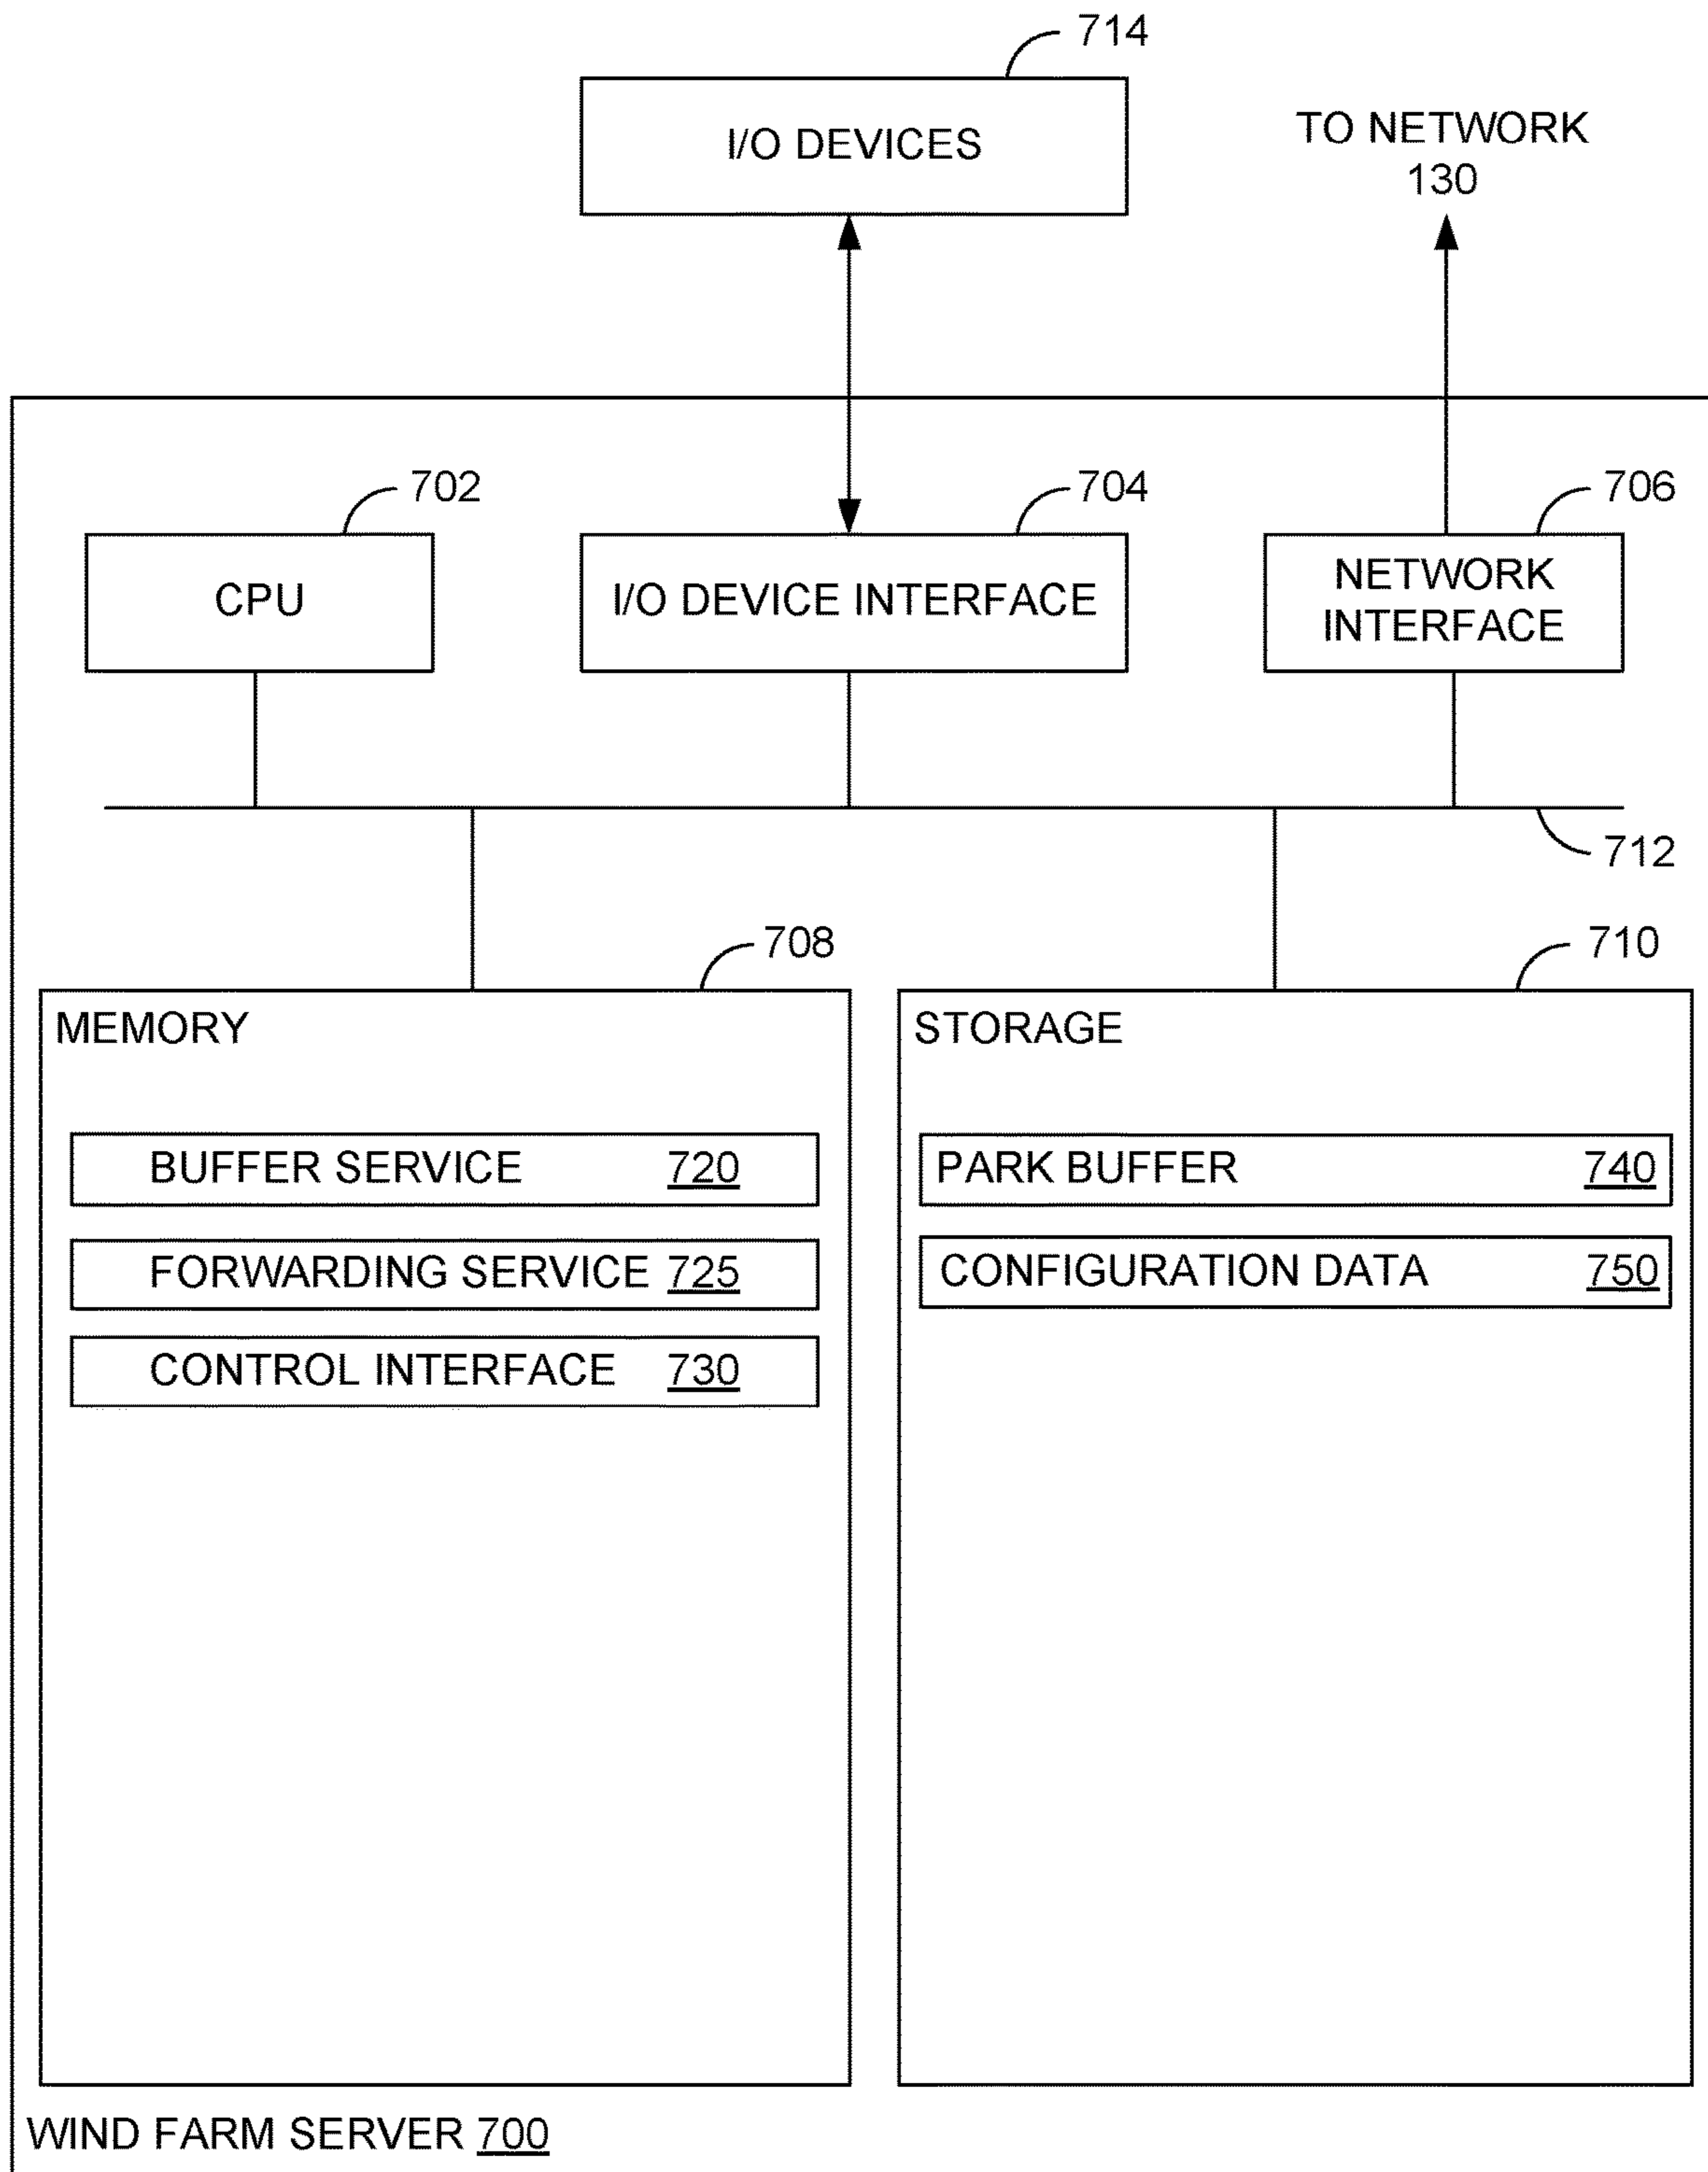 714
I/O DEVICES
TO NETWORK
130
702
704
706
CPU
I/O DEVICE INTERFACE
NETWORK
INTERFACE
712
708
710
MEMORY
BUFFER SERVICE 720
FORWARDING SERVICE 725
CONTROL INTERFACE 730
STORAGE
PARK BUFFER 740
CONFIGURATION DATA 750
WIND FARM SERVER 700